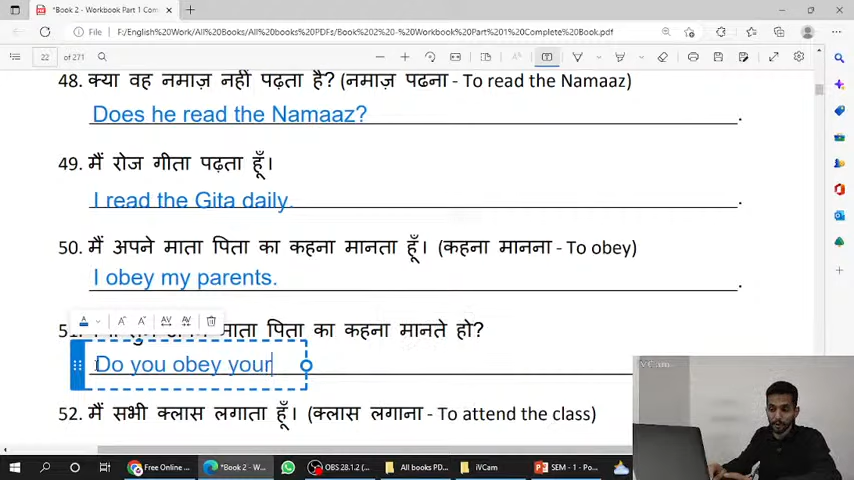 *Book 2 - Workbook Part 1 Com
File
F:/English%20Work/All%20Books/All%20books%20PDFs/Book%202%20-%20Workbook%20Part%201%20Complete%20Book.pdf
22 of 271
48. क्या वह नमाज़ नहीं पढ़ता है? (नमाज़ पढना - To read the Namaaz)
Does he read the Namaaz?
49. मैं रोज गीता पढ़ता हूँ।
I read the Gita daily.
50. मैं अपने माता पिता का कहना मानता हूँ। (कहना मानना - To obey)
I obey my parents.
माता पिता का कहना मानते हो?
Do you obey your
52. मैं सभी क्लास लगाता हूँ। (क्लास लगाना - To attend the class)
iVCam
Free Online ...
*Book 2 - W...
OBS 28.1.2 (...
All books PD...
iVCam
SEM - 1 - Po...